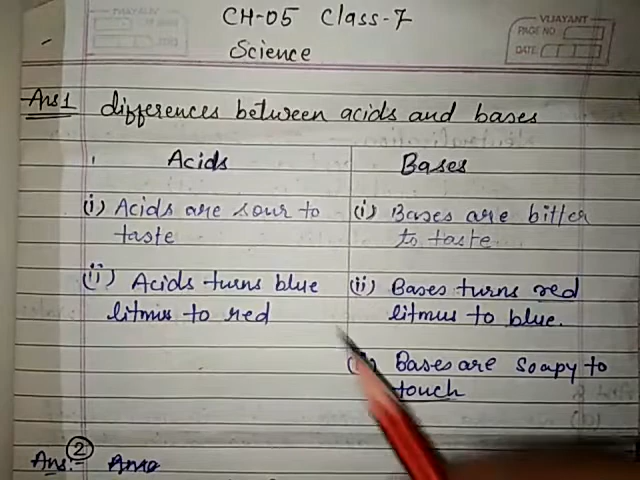 CH-05 Class-7
VIJAYANT
PAGE NO.
DATE:
Science
Ans 1 differences between acids and bases
Acids Bases
(i) Acids are sour to (i) Bases are bitter
taste to taste
(ii) Acids turns blue (ii) Bases turns red
litmus to red litmus to blue.
Bases are soapy to
touch
Ans:- 2